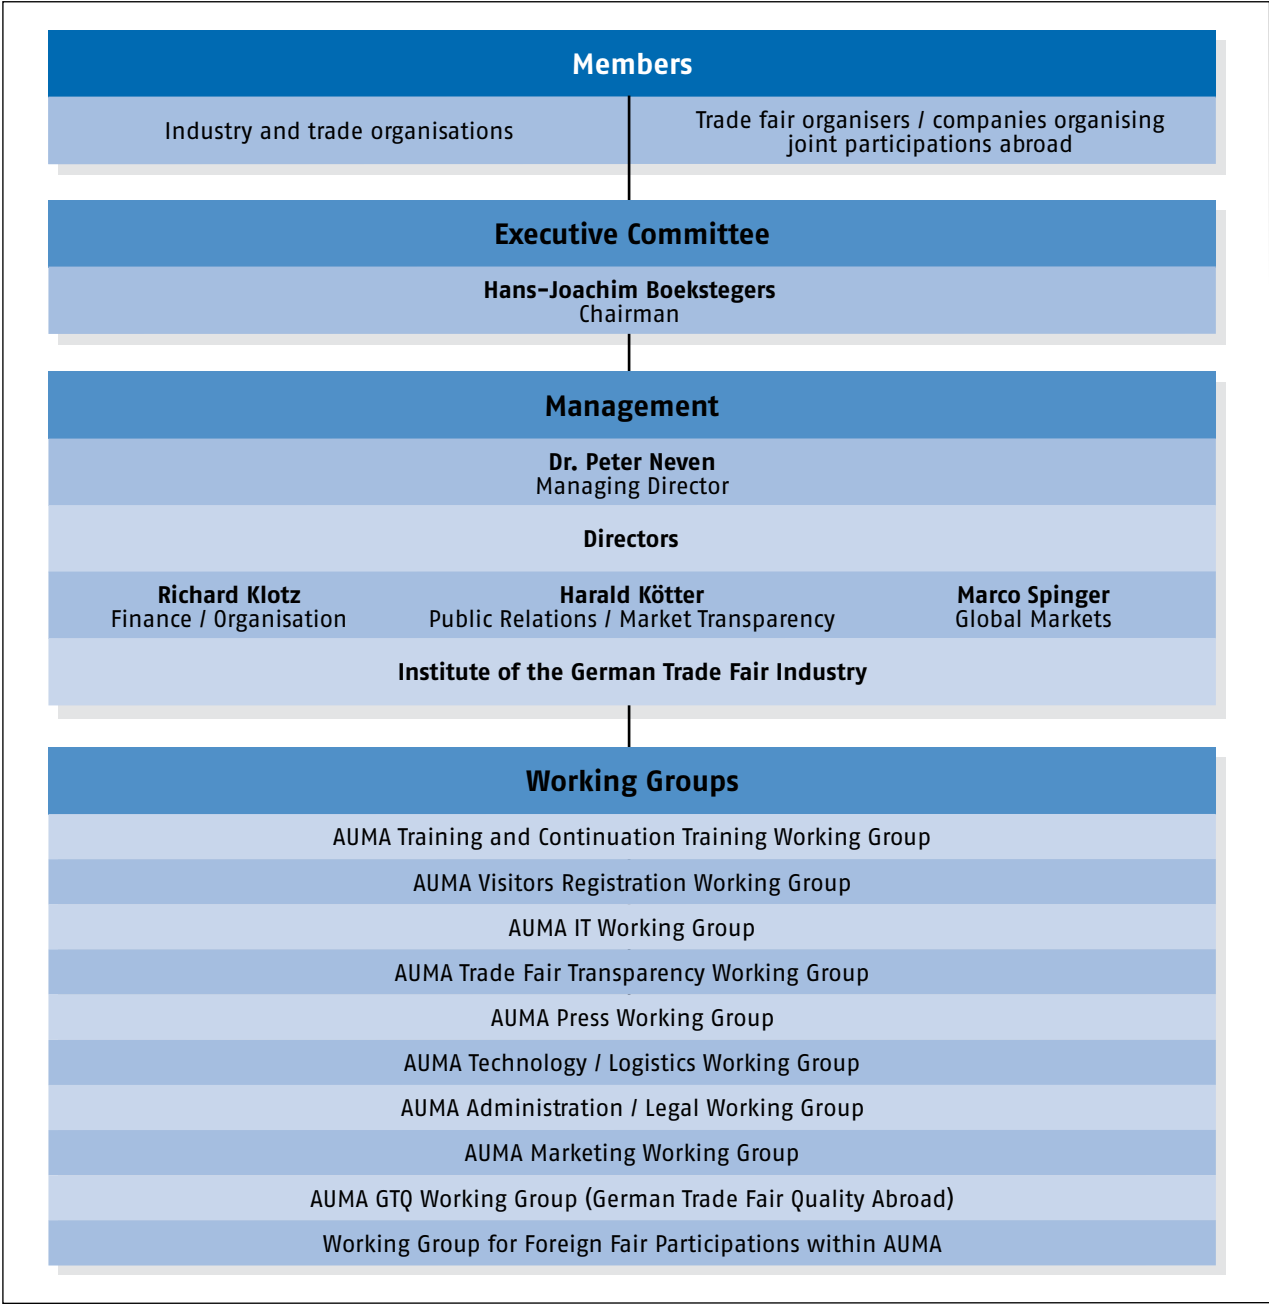 Members
Industry and trade organisations
Trade fair organisers / companies organising
joint participations abroad
Executive Committee
Hans-Joachim Boekstegers
Chairman
Management
Dr. Peter Neven
Managing Director
Directors
Richard Klotz
Finance / Organisation
Harald Kötter
Public Relations / Market Transparency
Marco Spinger
Global Markets
Institute of the German Trade Fair Industry
Working Groups
AUMA Training and Continuation Training Working Group
AUMA Visitors Registration Working Group
AUMA IT Working Group
AUMA Trade Fair Transparency Working Group
AUMA Press Working Group
AUMA Technology / Logistics Working Group
AUMA Administration / Legal Working Group
AUMA Marketing Working Group
AUMA GTQ Working Group (German Trade Fair Quality Abroad)
Working Group for Foreign Fair Participations within AUMA